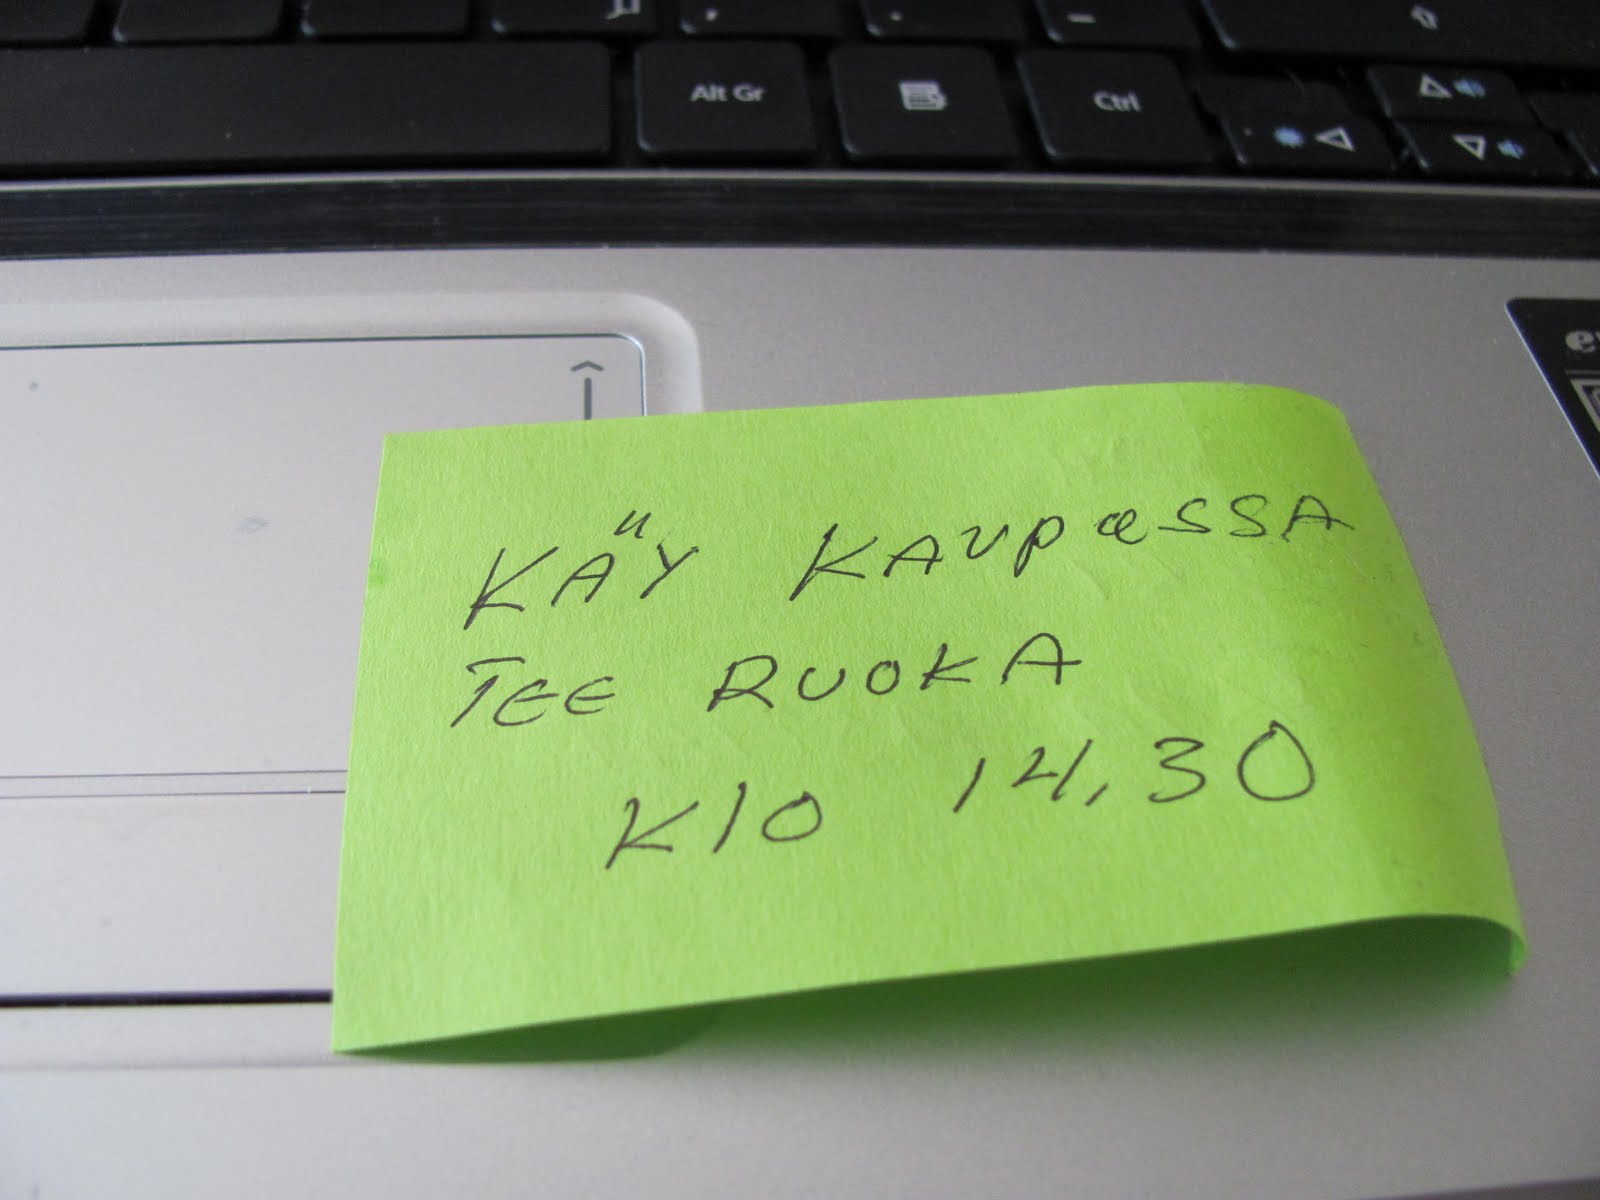 Alt Gr
Ctrl
KÄY KAUPASSA
TEE RUOKA
KLO 14,30